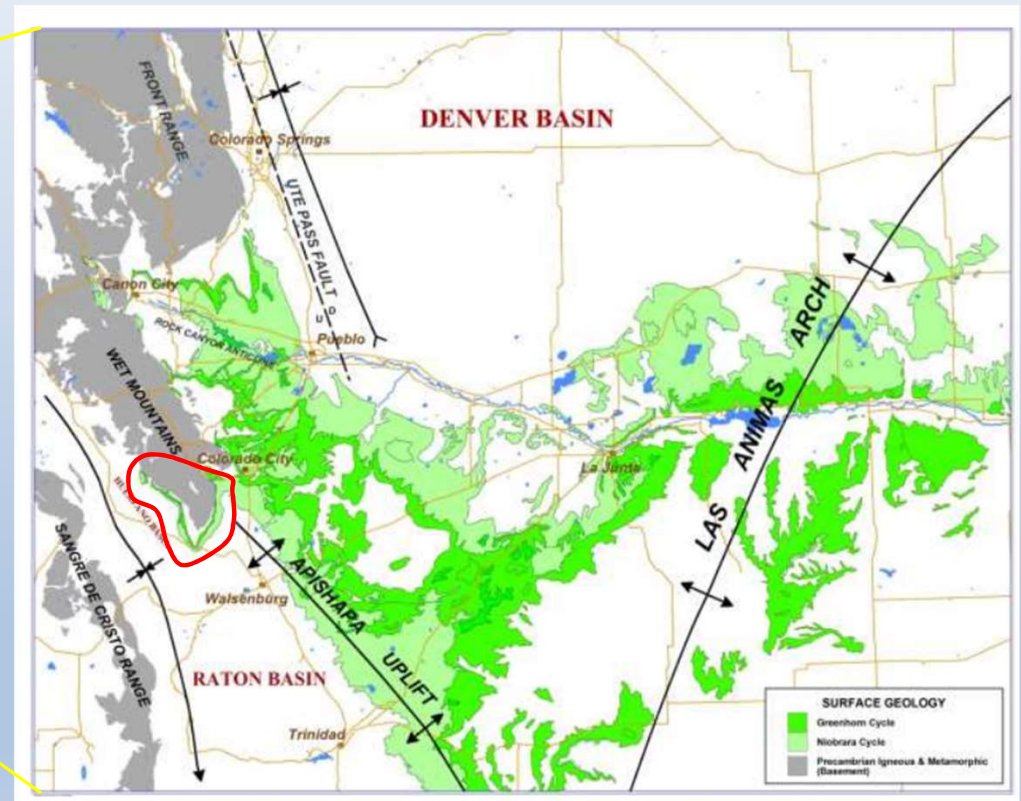 FRONT RANGE
DENVER BASIN
Colorado Springs
UTE PASS FAULT
U
D
Canon City
ROCK CANYON ANTICLINE
Pueblo
WET MOUNTAINS
LAS ANIMAS ARCH
Colorado City
La Junta
SANGRE DE CRISTO RANGE
APISHAPA
UPLIFT
Walsenburg
RATON BASIN
Trinidad
SURFACE GEOLOGY
Greenhorn Cycle
Niobrara Cycle
Precambrian Igneous & Metamorphic
(Basement)